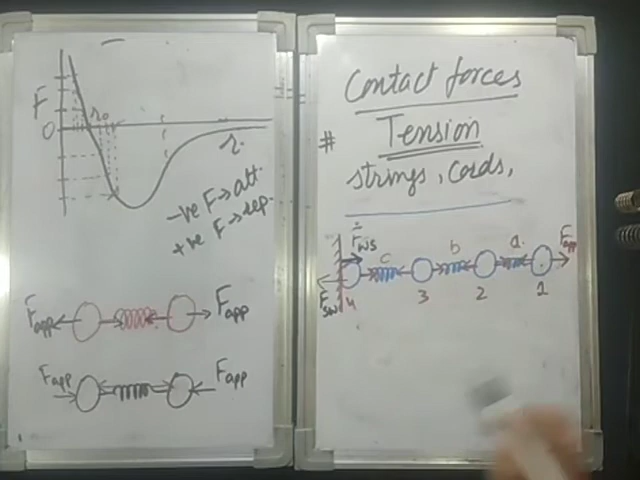 F
r₀
0
r.
-ve F→att.
+ve F→rep.
Fapp
Fapp
Fapp
Fapp
Contact forces
# Tension
strings, Cords,
Fws
c
b
a
Fapp
Fsw
4
3
2
1